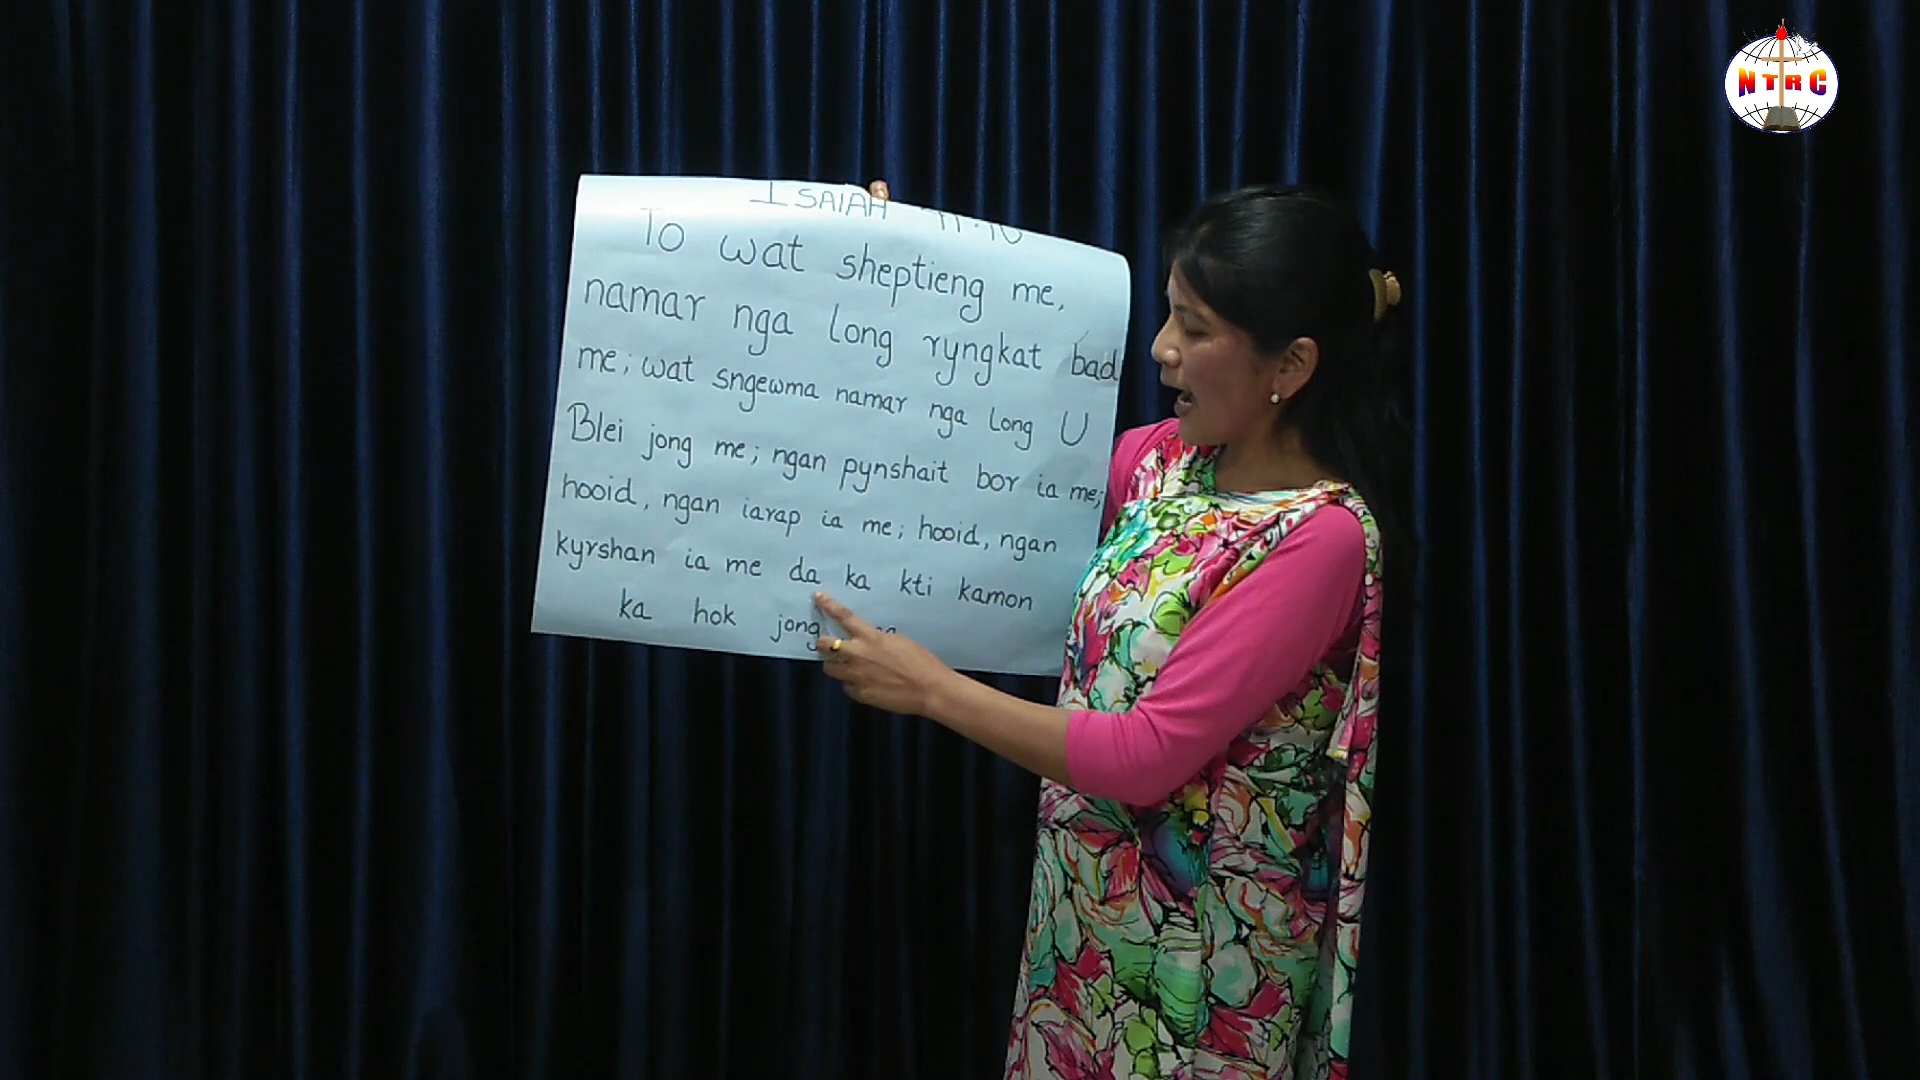 NTRC
ISAIAH 41:10
To wat sheptieng me,
namar nga long ryngkat bad
me; wat sngewma namar nga long U
Blei jong me; ngan pynshait bor ia me;
hooid, ngan iarap ia me; hooid, ngan
kyrshan ia me da ka kti kamon
ka hok jong